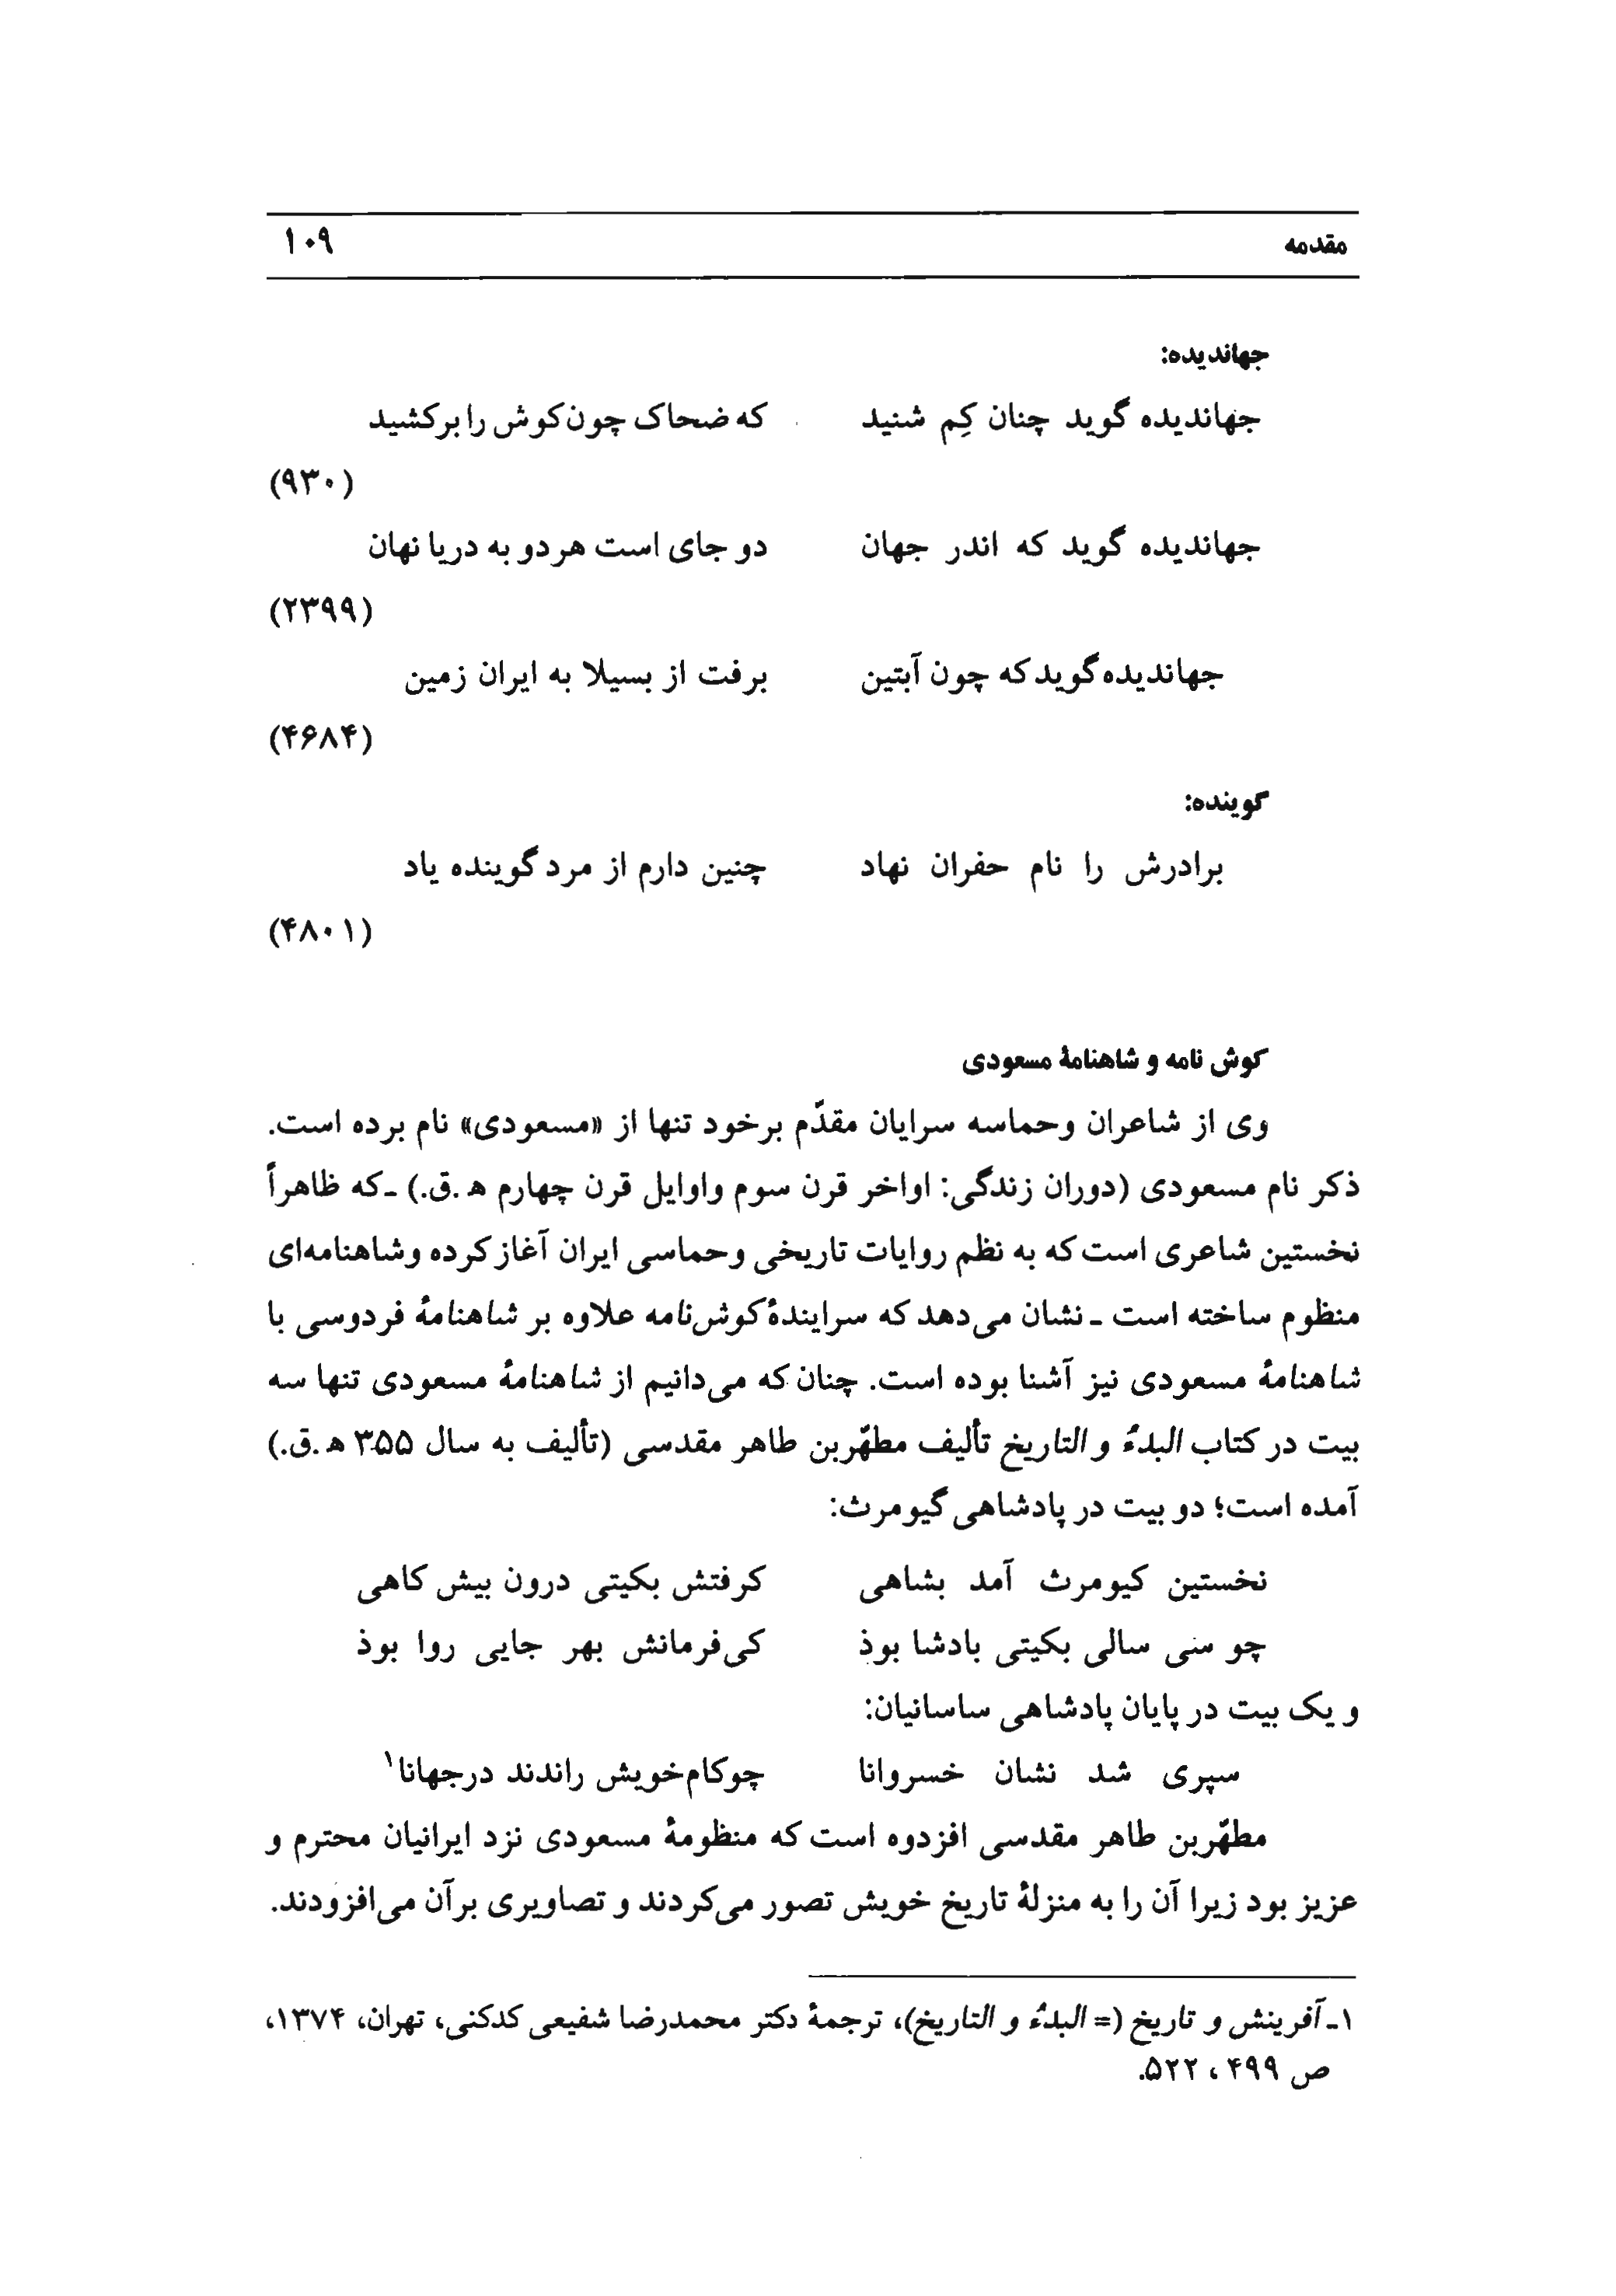 مقدمه ۱۰۹
جهاندیده:
جهاندیده گوید چنان کِم شنید که ضحاک چون کوش را برکشید
(۹۳۰)
جهاندیده گوید که اندر جهان دو جای است هر دو به دریا نهان
(۲۳۹۹)
جهاندیده گوید که چون آبتین برفت از بسیلا به ایران زمین
(۴۶۸۴)
گوینده:
برادرش را نام حفران نهاد چنین دارم از مرد گوینده یاد
(۴۸۰۱)
کوش نامه و شاهنامهٔ مسعودی
وی از شاعران وحماسه سرایان مقدّم برخود تنها از «مسعودی» نام برده است.
ذکر نام مسعودی (دوران زندگی: اواخر قرن سوم واوایل قرن چهارم ه‍ .ق.) ـ که ظاهراً
نخستین شاعری است که به نظم روایات تاریخی وحماسی ایران آغاز کرده وشاهنامه‌ای
منظوم ساخته است ـ نشان می‌دهد که سرایندهٔ کوش‌نامه علاوه بر شاهنامهٔ فردوسی با
شاهنامهٔ مسعودی نیز آشنا بوده است. چنان که می‌دانیم از شاهنامهٔ مسعودی تنها سه
بیت در کتاب البدءُ و التاریخ تألیف مطهّربن طاهر مقدسی (تألیف به سال ۳۵۵ ه‍ .ق.)
آمده است؛ دو بیت در پادشاهی گیومرث:
نخستین کیومرث آمد بشاهی کرفتش بکیتی درون بیش کاهی
چو سی سالی بکیتی بادشا بوذ کی‌فرمانش بهر جایی روا بوذ
و یک بیت در پایان پادشاهی ساسانیان:
سپری شد نشان خسروانا چوکام‌خویش راندند درجهانا۱
مطهّربن طاهر مقدسی افزدوه است که منظومهٔ مسعودی نزد ایرانیان محترم و
عزیز بود زیرا آن را به منزلهٔ تاریخ خویش تصور می‌کردند و تصاویری برآن می‌افزودند.
۱ـ آفرینش و تاریخ (= البدءُ و التاریخ)، ترجمهٔ دکتر محمدرضا شفیعی کدکنی، تهران، ۱۳۷۴،
ص ۴۹۹ ، ۵۲۲.